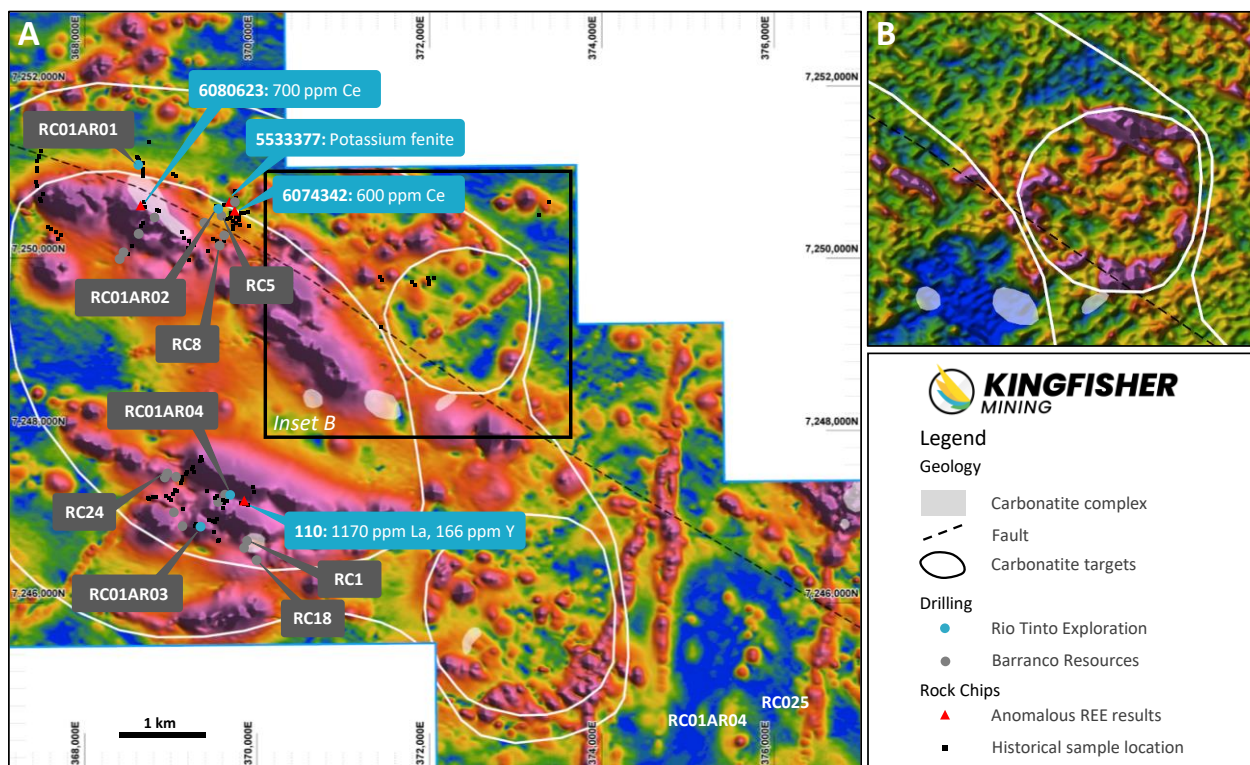 A
368,000E
370,000E
372,000E
374,000E
376,000E
B
7,252,000N
7,252,000N
6080623: 700 ppm Ce
RC01AR01
5533377: Potassium fenite
6074342: 600 ppm Ce
7,250,000N
7,250,000N
RC01AR02
RC5
RC8
RC01AR04
Inset B
7,248,000N
7,248,000N
RC24
110: 1170 ppm La, 166 ppm Y
RC1
RC01AR03
RC18
7,246,000N
7,246,000N
RC025
RC01AR04
1 km
368,000E
370,000E
372,000E
374,000E
376,000E
KINGFISHER
MINING
Legend
Geology
Carbonatite complex
Fault
Carbonatite targets
Drilling
Rio Tinto Exploration
Barranco Resources
Rock Chips
Anomalous REE results
Historical sample location